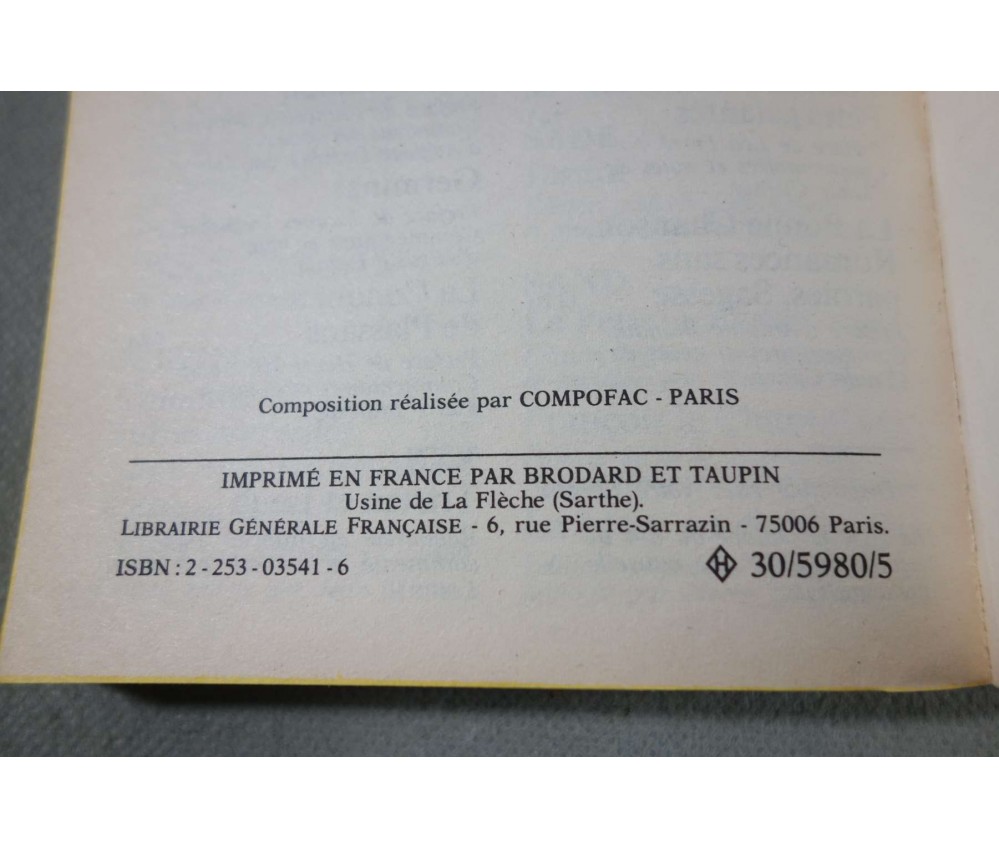 Composition réalisée par COMPOFAC - PARIS
IMPRIMÉ EN FRANCE PAR BRODARD ET TAUPIN
Usine de La Flèche (Sarthe).
LIBRAIRIE GÉNÉRALE FRANÇAISE - 6, rue Pierre-Sarrazin - 75006 Paris.
ISBN : 2 - 253 - 03541 - 6 H 30/5980/5